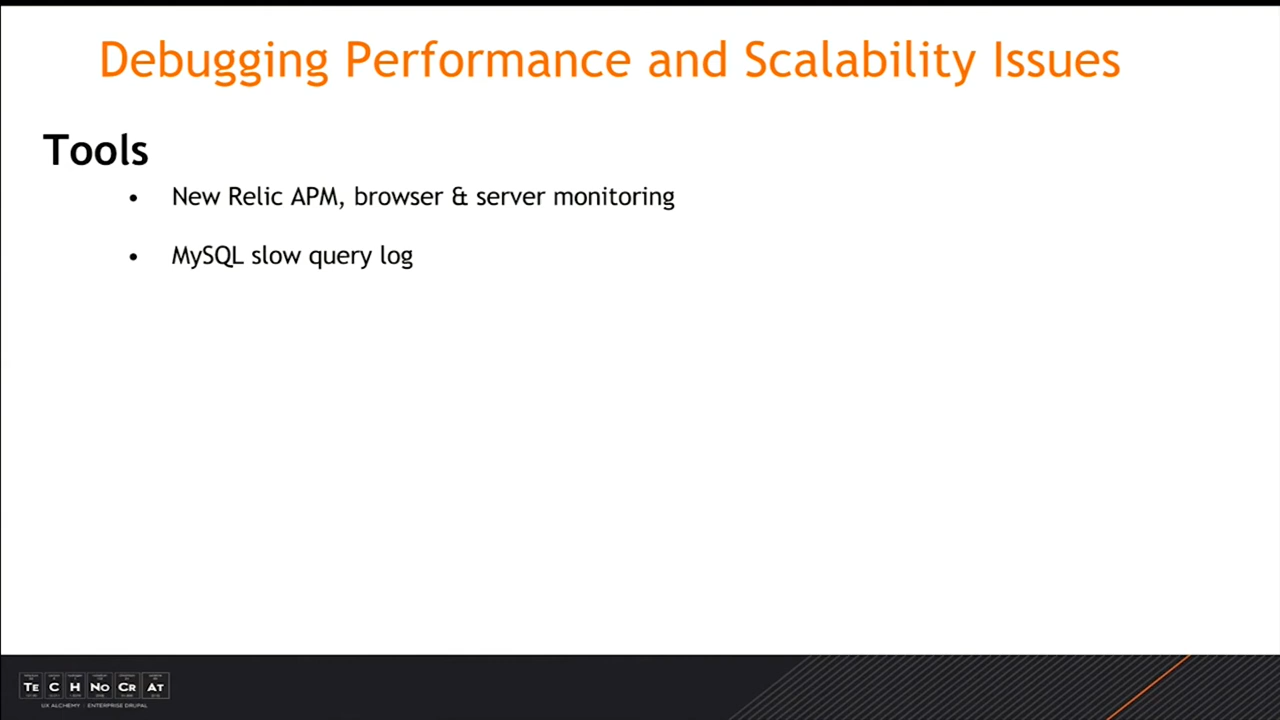 Debugging Performance and Scalability Issues
Tools
• New Relic APM, browser & server monitoring
• MySQL slow query log
TE C H NO CR AT
UX ALCHEMY : ENTERPRISE DRUPAL